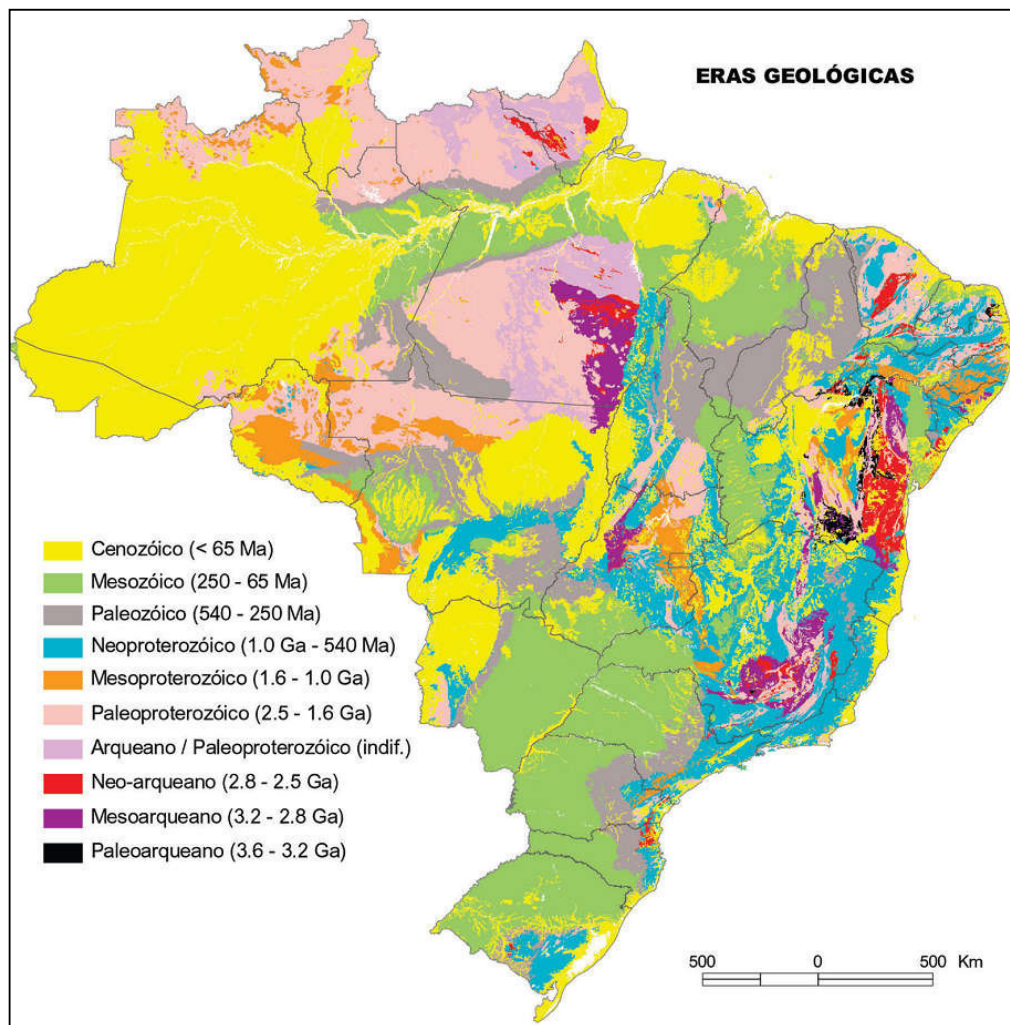 ERAS GEOLÓGICAS
Cenozóico (< 65 Ma)
Mesozóico (250 - 65 Ma)
Paleozóico (540 - 250 Ma)
Neoproterozóico (1.0 Ga - 540 Ma)
Mesoproterozóico (1.6 - 1.0 Ga)
Paleoproterozóico (2.5 - 1.6 Ga)
Arqueano / Paleoproterozóico (indif.)
Neo-arqueano (2.8 - 2.5 Ga)
Mesoarqueano (3.2 - 2.8 Ga)
Paleoarqueano (3.6 - 3.2 Ga)
500 0 500 Km